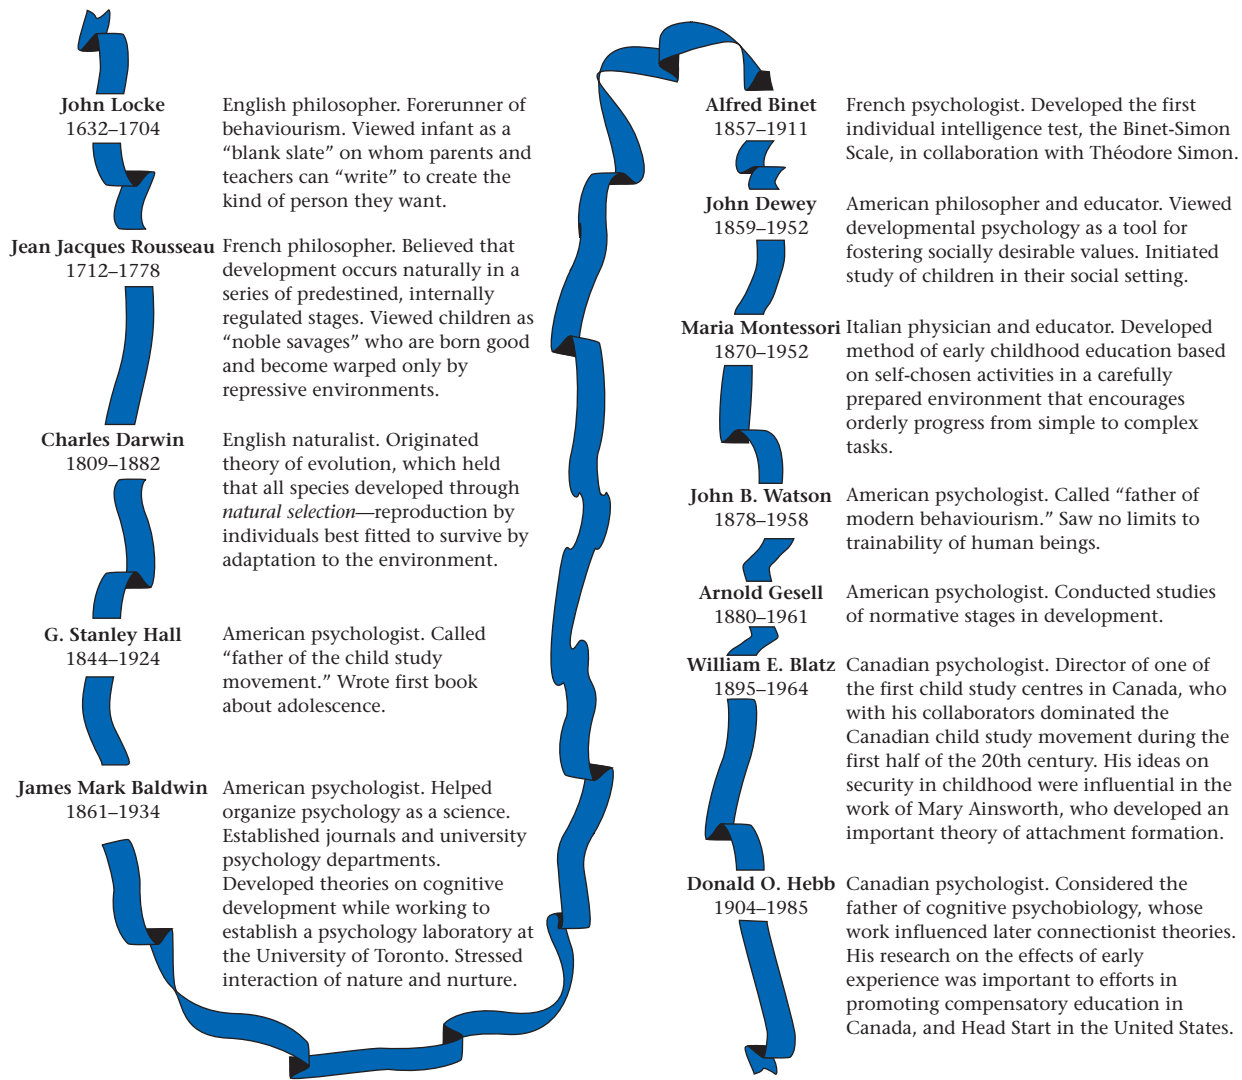 John Locke
1632–1704
English philosopher. Forerunner of
behaviourism. Viewed infant as a
“blank slate” on whom parents and
teachers can “write” to create the
kind of person they want.
Jean Jacques Rousseau
1712–1778
French philosopher. Believed that
development occurs naturally in a
series of predestined, internally
regulated stages. Viewed children as
“noble savages” who are born good
and become warped only by
repressive environments.
Charles Darwin
1809–1882
English naturalist. Originated
theory of evolution, which held
that all species developed through
natural selection—reproduction by
individuals best fitted to survive by
adaptation to the environment.
G. Stanley Hall
1844–1924
American psychologist. Called
“father of the child study
movement.” Wrote first book
about adolescence.
James Mark Baldwin
1861–1934
American psychologist. Helped
organize psychology as a science.
Established journals and university
psychology departments.
Developed theories on cognitive
development while working to
establish a psychology laboratory at
the University of Toronto. Stressed
interaction of nature and nurture.
Alfred Binet
1857–1911
French psychologist. Developed the first
individual intelligence test, the Binet-Simon
Scale, in collaboration with Théodore Simon.
John Dewey
1859–1952
American philosopher and educator. Viewed
developmental psychology as a tool for
fostering socially desirable values. Initiated
study of children in their social setting.
Maria Montessori
1870–1952
Italian physician and educator. Developed
method of early childhood education based
on self-chosen activities in a carefully
prepared environment that encourages
orderly progress from simple to complex
tasks.
John B. Watson
1878–1958
American psychologist. Called “father of
modern behaviourism.” Saw no limits to
trainability of human beings.
Arnold Gesell
1880–1961
American psychologist. Conducted studies
of normative stages in development.
William E. Blatz
1895–1964
Canadian psychologist. Director of one of
the first child study centres in Canada, who
with his collaborators dominated the
Canadian child study movement during the
first half of the 20th century. His ideas on
security in childhood were influential in the
work of Mary Ainsworth, who developed an
important theory of attachment formation.
Donald O. Hebb
1904–1985
Canadian psychologist. Considered the
father of cognitive psychobiology, whose
work influenced later connectionist theories.
His research on the effects of early
experience was important to efforts in
promoting compensatory education in
Canada, and Head Start in the United States.